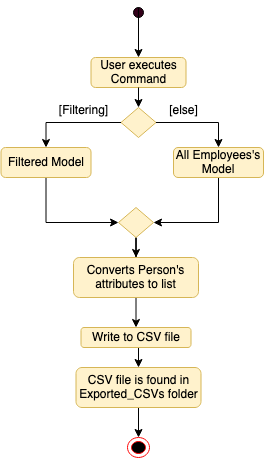 User executes
Command
[Filtering]
[else]
Filtered Model
All Employees's
Model
Converts Person's
attributes to list
Write to CSV file
CSV file is found in
Exported_CSVs folder